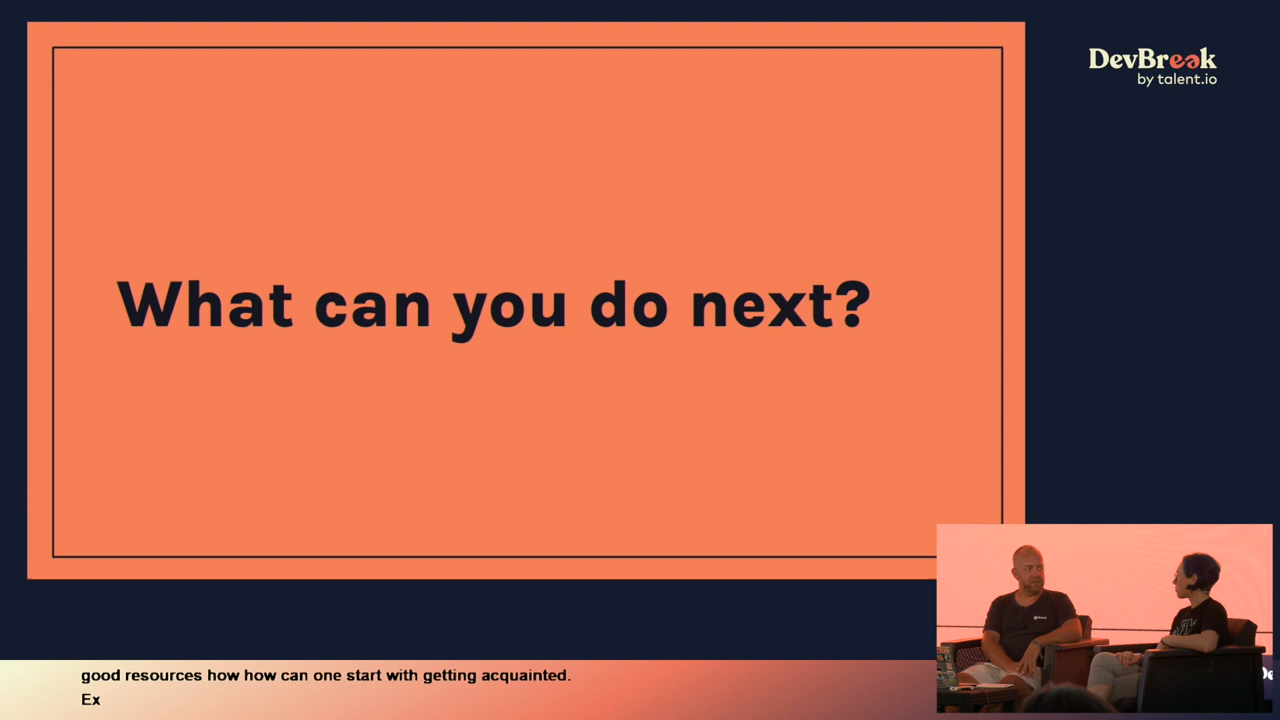 DevBreak
by talent.io
What can you do next?
good resources how how can one start with getting acquainted.
Ex